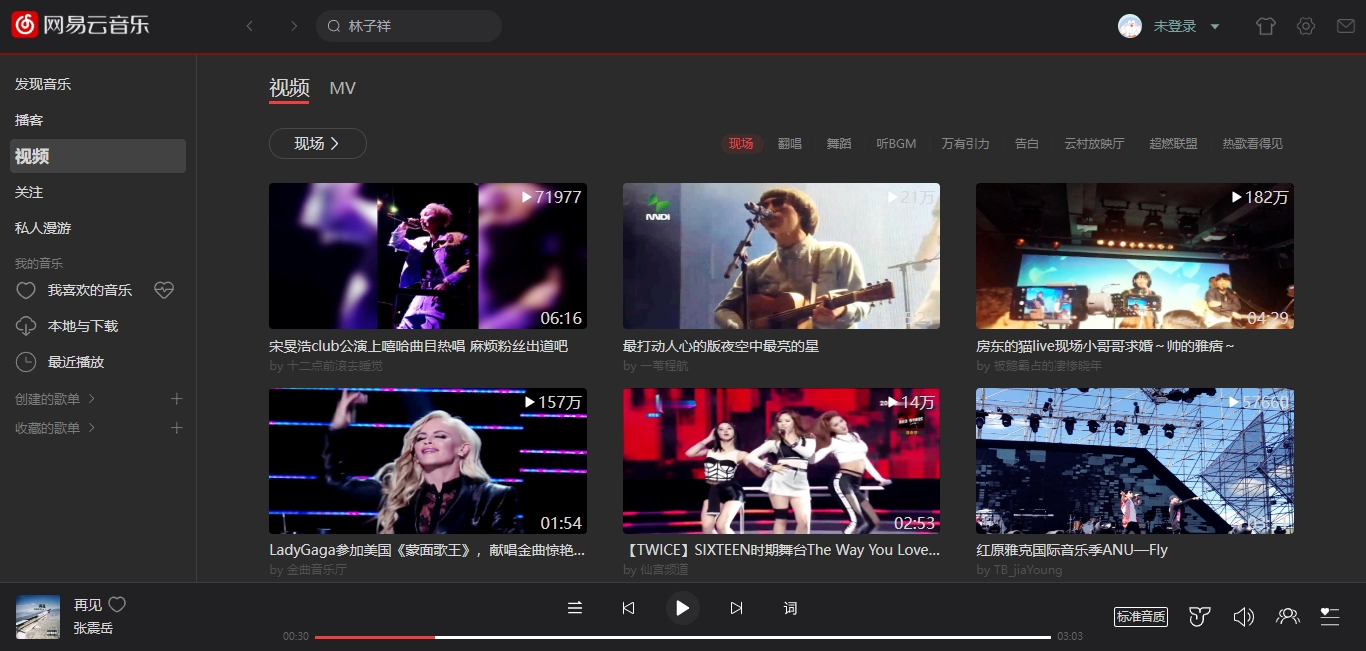 网易云音乐
林子祥
未登录
发现音乐
播客
视频
关注
私人漫游
我的音乐
我喜欢的音乐
本地与下载
最近播放
创建的歌单
收藏的歌单
视频 MV
现场
现场 翻唱 舞蹈 听BGM 万有引力 告白 云村放映厅 超燃联盟 热歌看得见
71977
06:16
宋旻浩club公演上嘻哈曲目热唱 麻烦粉丝出道吧
by 十二点前滚去睡觉
21万
最打动人心的版夜空中最亮的星
by 一苇程航
182万
04:29
房东的猫live现场小哥哥求婚～帅的雅痞～
by 被懿霸占的凄惨晚年
157万
01:54
LadyGaga参加美国《蒙面歌王》，献唱金曲惊艳...
by 金曲音乐厅
14万
02:53
【TWICE】SIXTEEN时期舞台The Way You Love...
by 仙宫频道
57660
红原雅克国际音乐季ANU—Fly
by TB_jiaYoung
再见
张震岳
词
00:30
03:03
标准音质